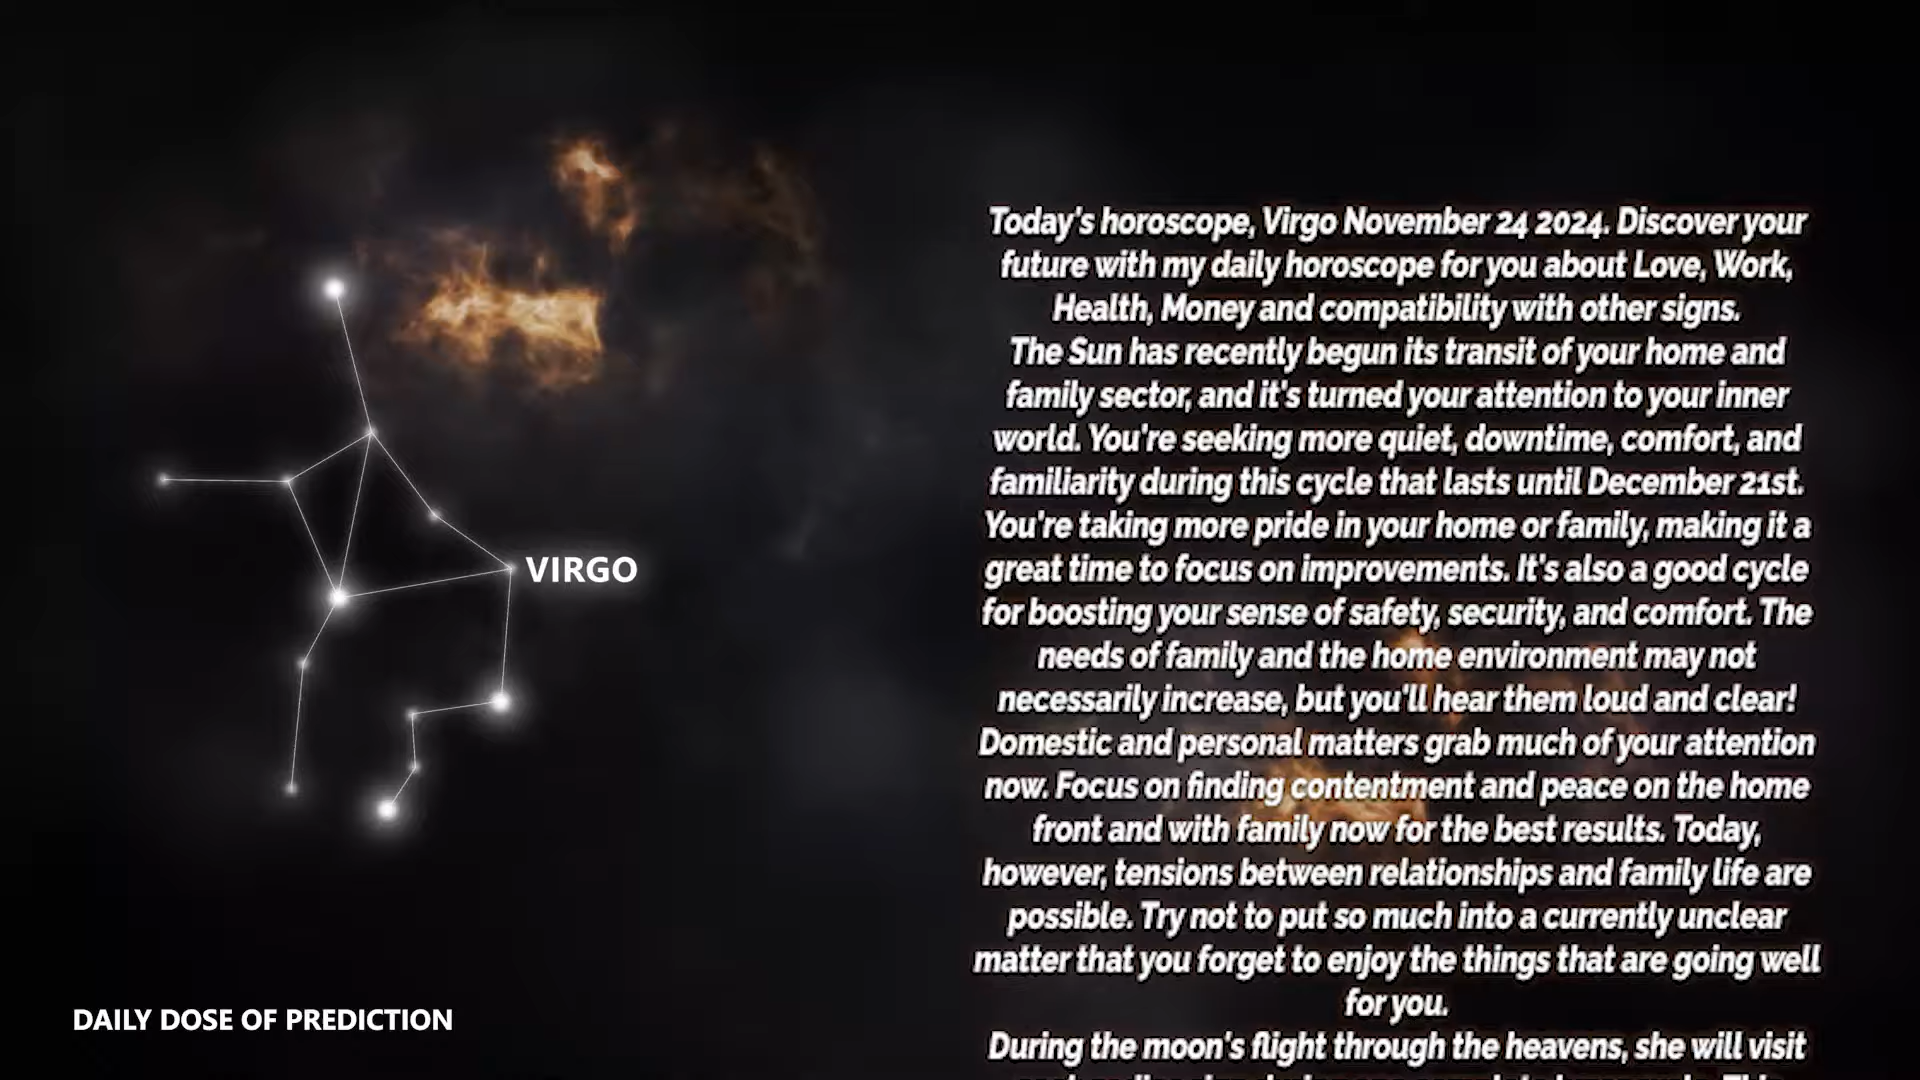 Today's horoscope, Virgo November 24 2024. Discover your
future with my daily horoscope for you about Love, Work,
Health, Money and compatibility with other signs.
The Sun has recently begun its transit of your home and
family sector, and it's turned your attention to your inner
world. You're seeking more quiet, downtime, comfort, and
familiarity during this cycle that lasts until December 21st.
You're taking more pride in your home or family, making it a
great time to focus on improvements. It's also a good cycle
for boosting your sense of safety, security, and comfort. The
needs of family and the home environment may not
necessarily increase, but you'll hear them loud and clear!
Domestic and personal matters grab much of your attention
now. Focus on finding contentment and peace on the home
front and with family now for the best results. Today,
however, tensions between relationships and family life are
possible. Try not to put so much into a currently unclear
matter that you forget to enjoy the things that are going well
for you.
During the moon's flight through the heavens, she will visit
VIRGO
DAILY DOSE OF PREDICTION